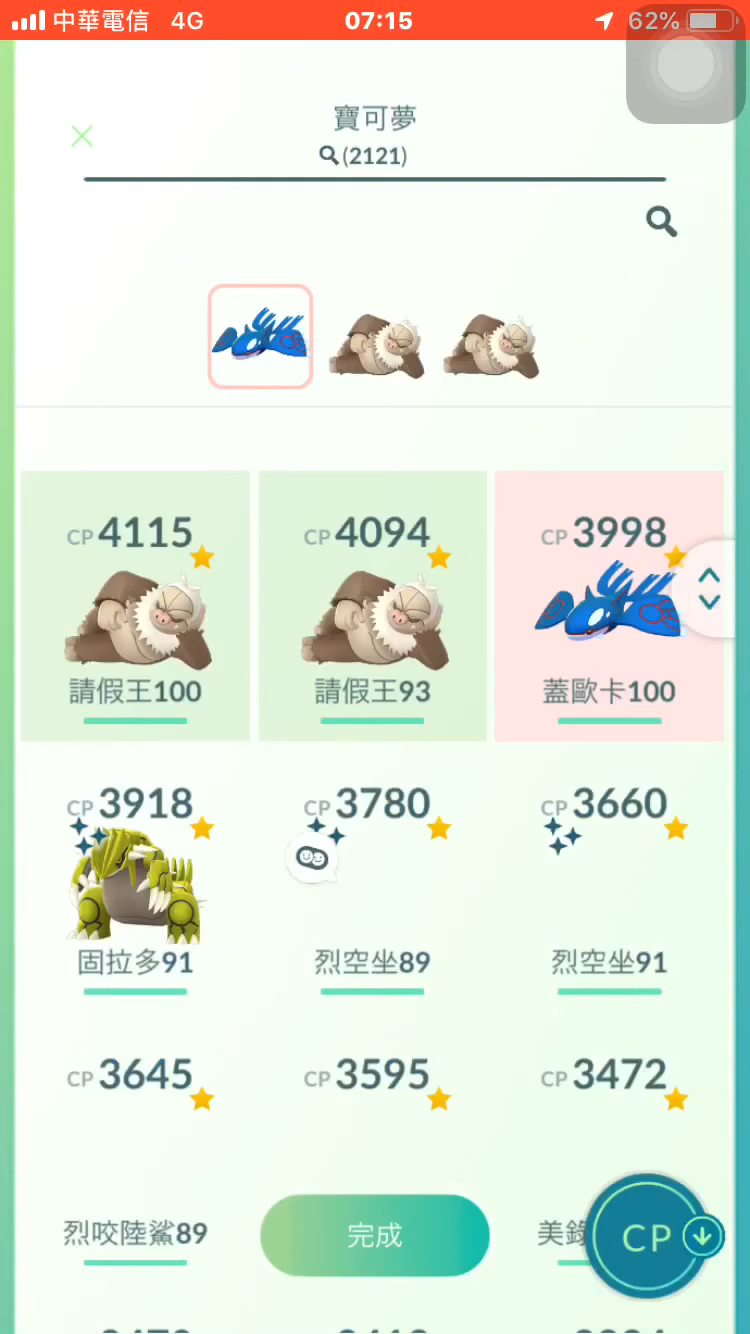 中華電信 4G 07:15 62%
寶可夢
(2121)
CP 4115 CP 4094 CP 3998
請假王100 請假王93 蓋歐卡100
CP 3918 CP 3780 CP 3660
固拉多91 烈空坐89 烈空坐91
CP 3645 CP 3595 CP 3472
烈咬陸鯊89 完成 美錄
CP